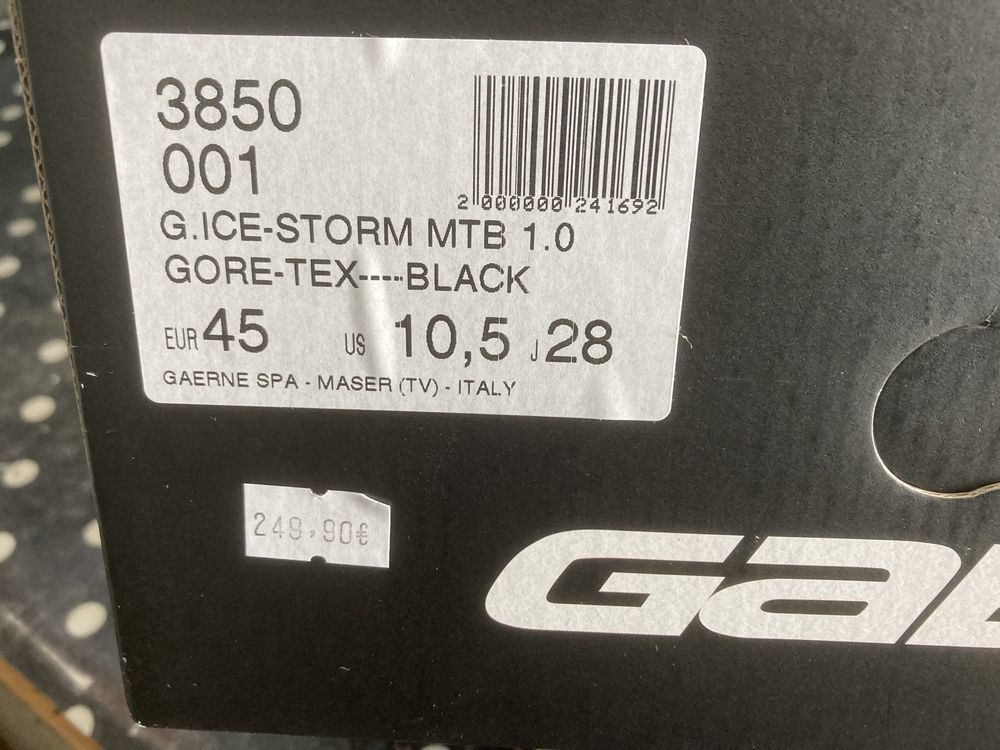 3850
001
2 000000 241692
G.ICE-STORM MTB 1.0
GORE-TEX----BLACK
EUR 45 US 10,5 J 28
GAERNE SPA - MASER (TV) - ITALY
249,90€
Gae